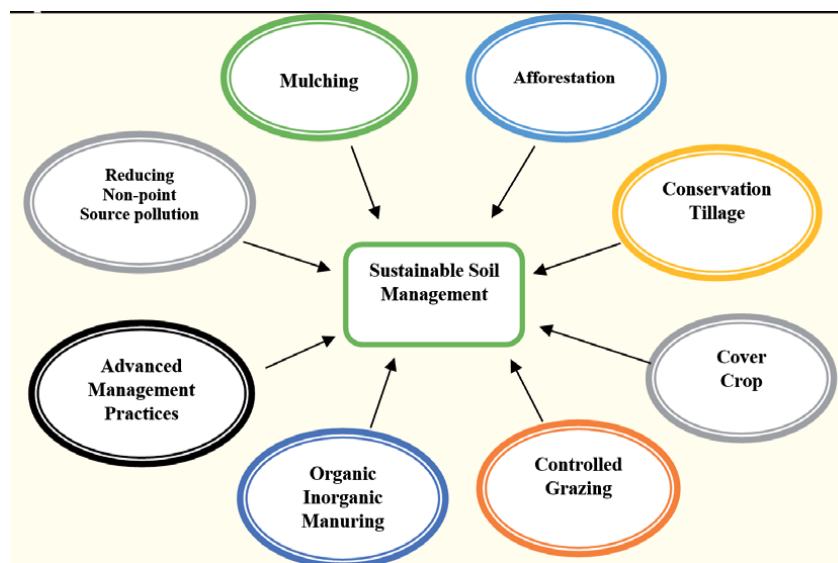 Mulching
Afforestation
Reducing
Non-point
Source pollution
Conservation
Tillage
Sustainable Soil
Management
Advanced
Management
Practices
Cover
Crop
Organic
Inorganic
Manuring
Controlled
Grazing